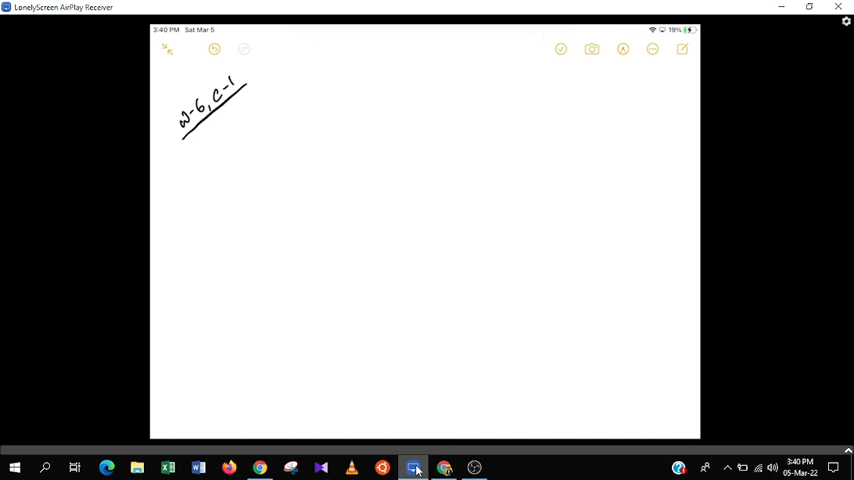 LonelyScreen AirPlay Receiver
3:40 PM Sat Mar 5
19%
W-6, C-1
3:40 PM
05-Mar-22